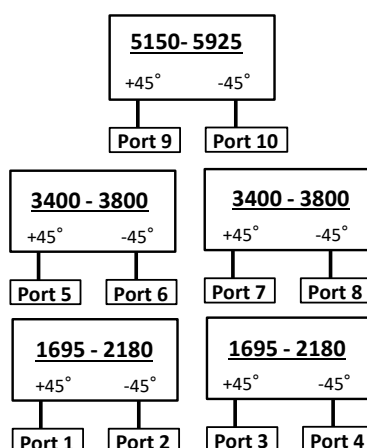 5150- 5925
+45° -45°
Port 9 Port 10
3400 - 3800 3400 - 3800
+45° -45° +45° -45°
Port 5 Port 6 Port 7 Port 8
1695 - 2180 1695 - 2180
+45° -45° +45° -45°
Port 1 Port 2 Port 3 Port 4